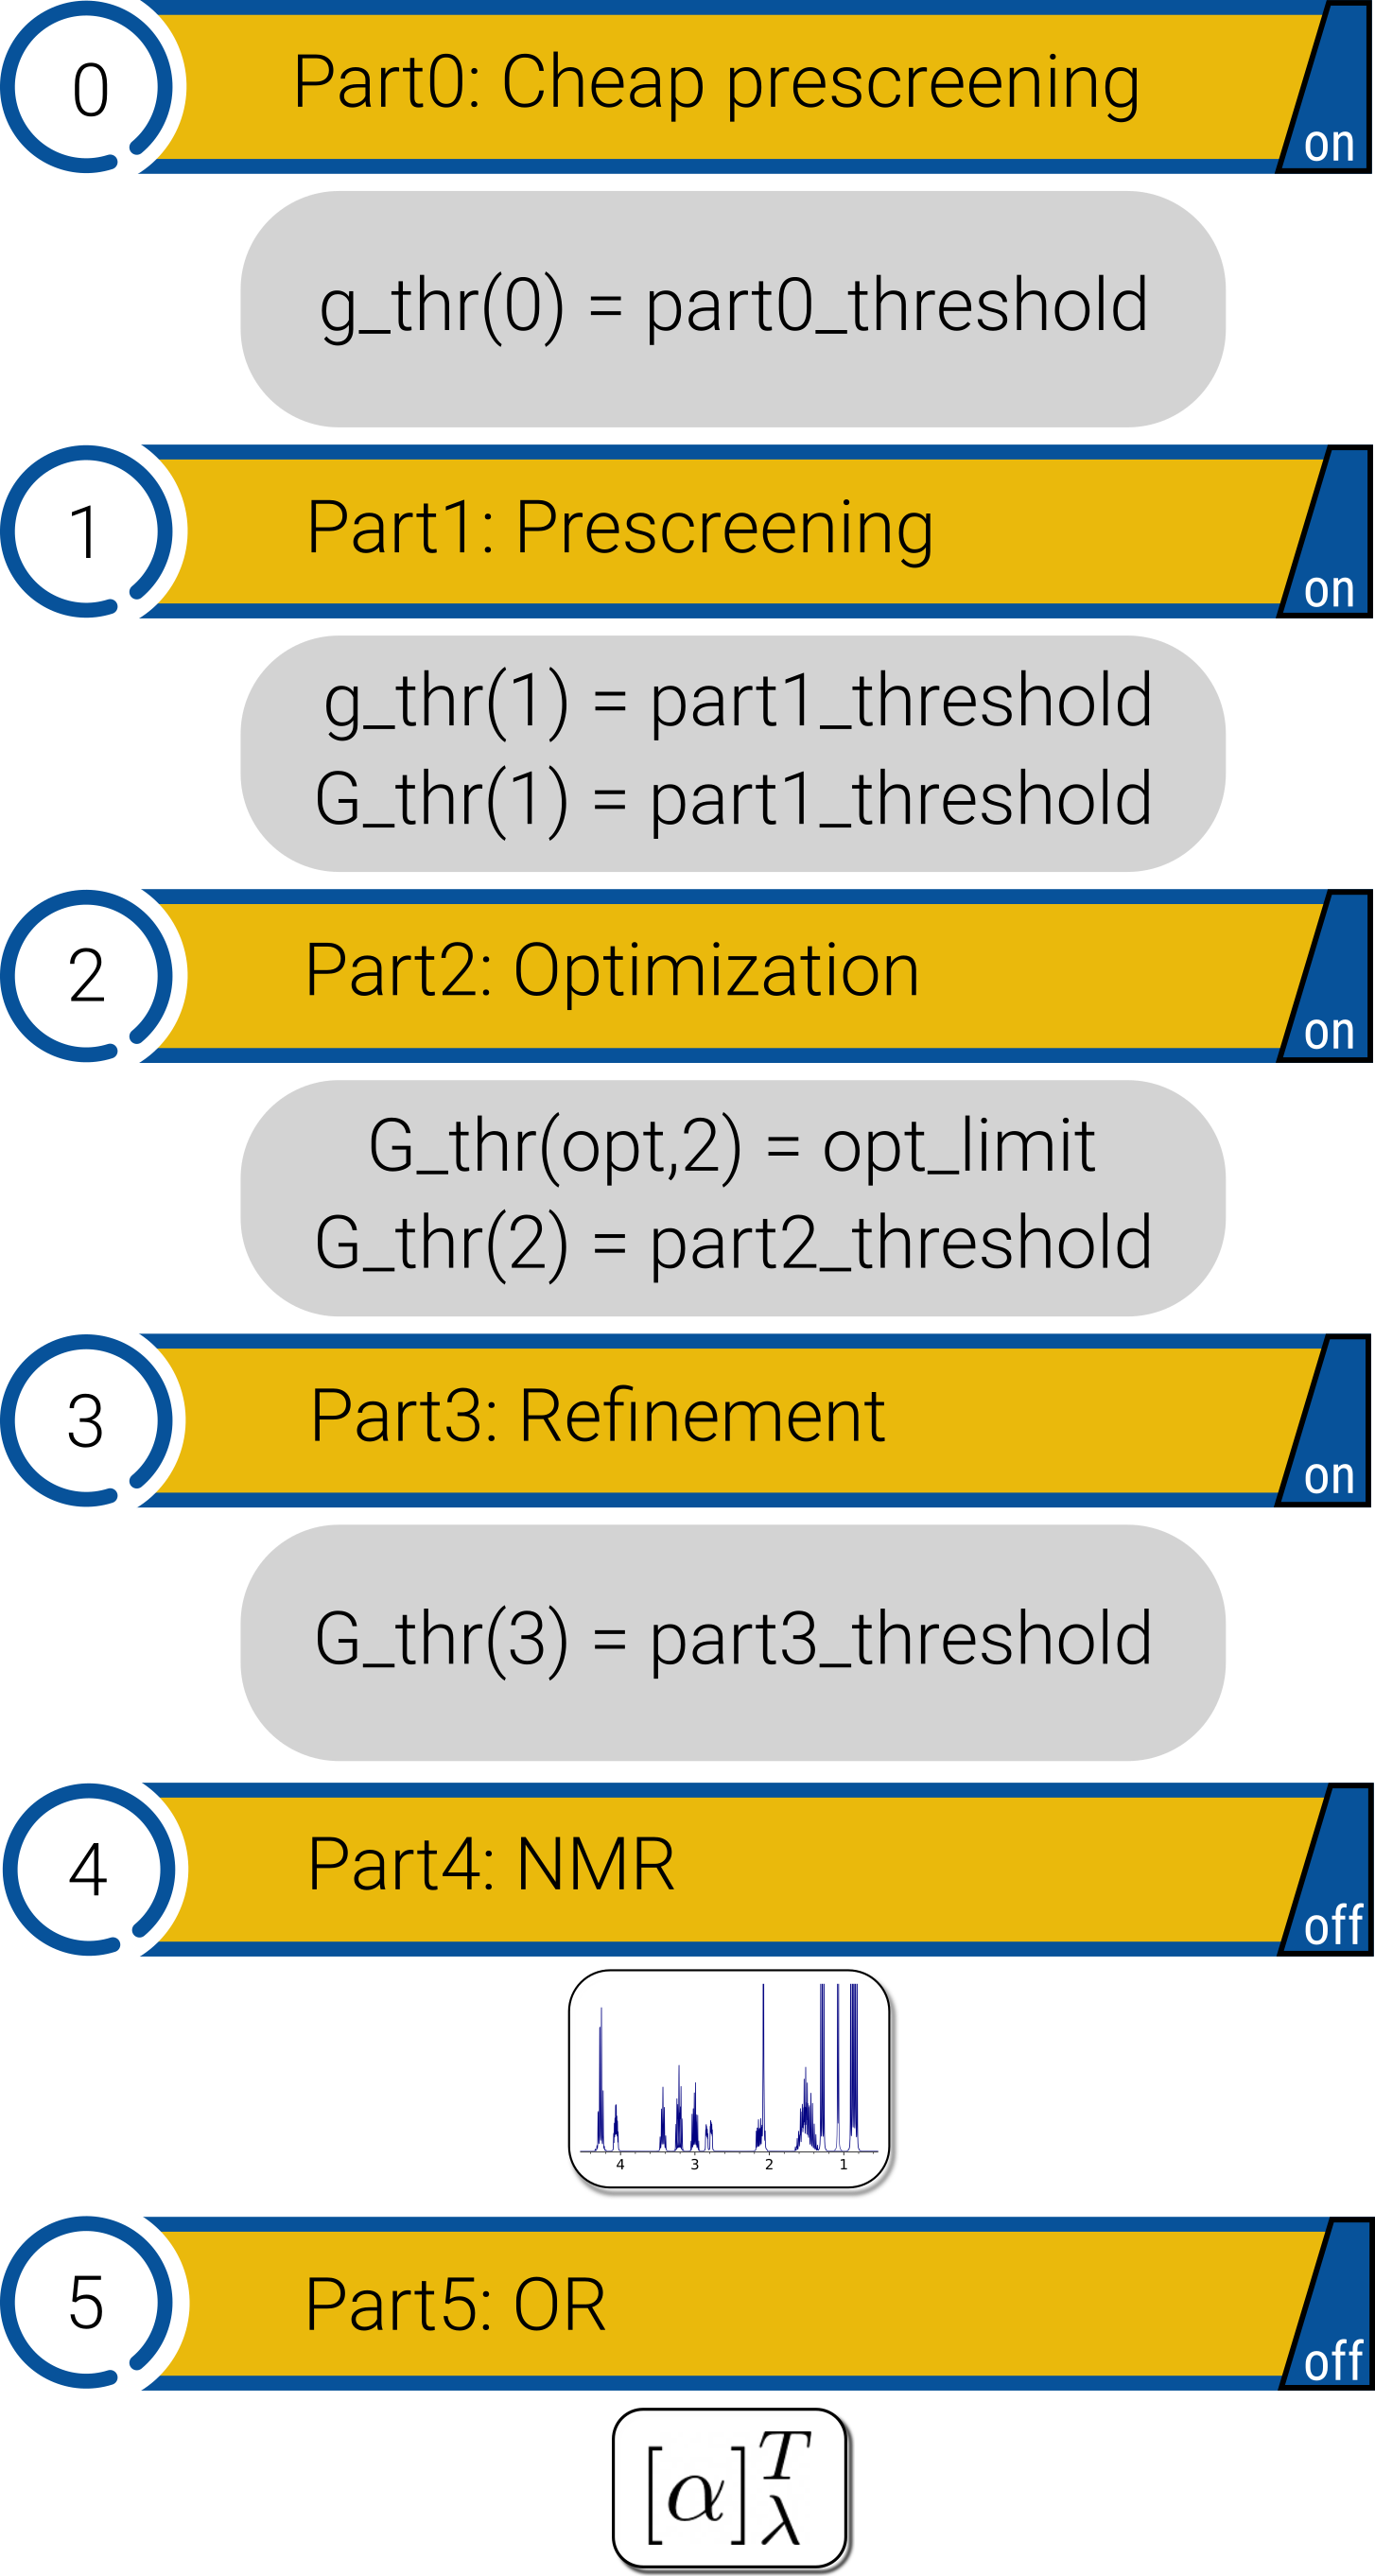 0
Part0: Cheap prescreening
on
g_thr(0) = part0_threshold
1
Part1: Prescreening
on
g_thr(1) = part1_threshold
G_thr(1) = part1_threshold
2
Part2: Optimization
on
G_thr(opt,2) = opt_limit
G_thr(2) = part2_threshold
3
Part3: Refinement
on
G_thr(3) = part3_threshold
4
Part4: NMR
off
4 3 2 1
5
Part5: OR
off
[α]
T
λ